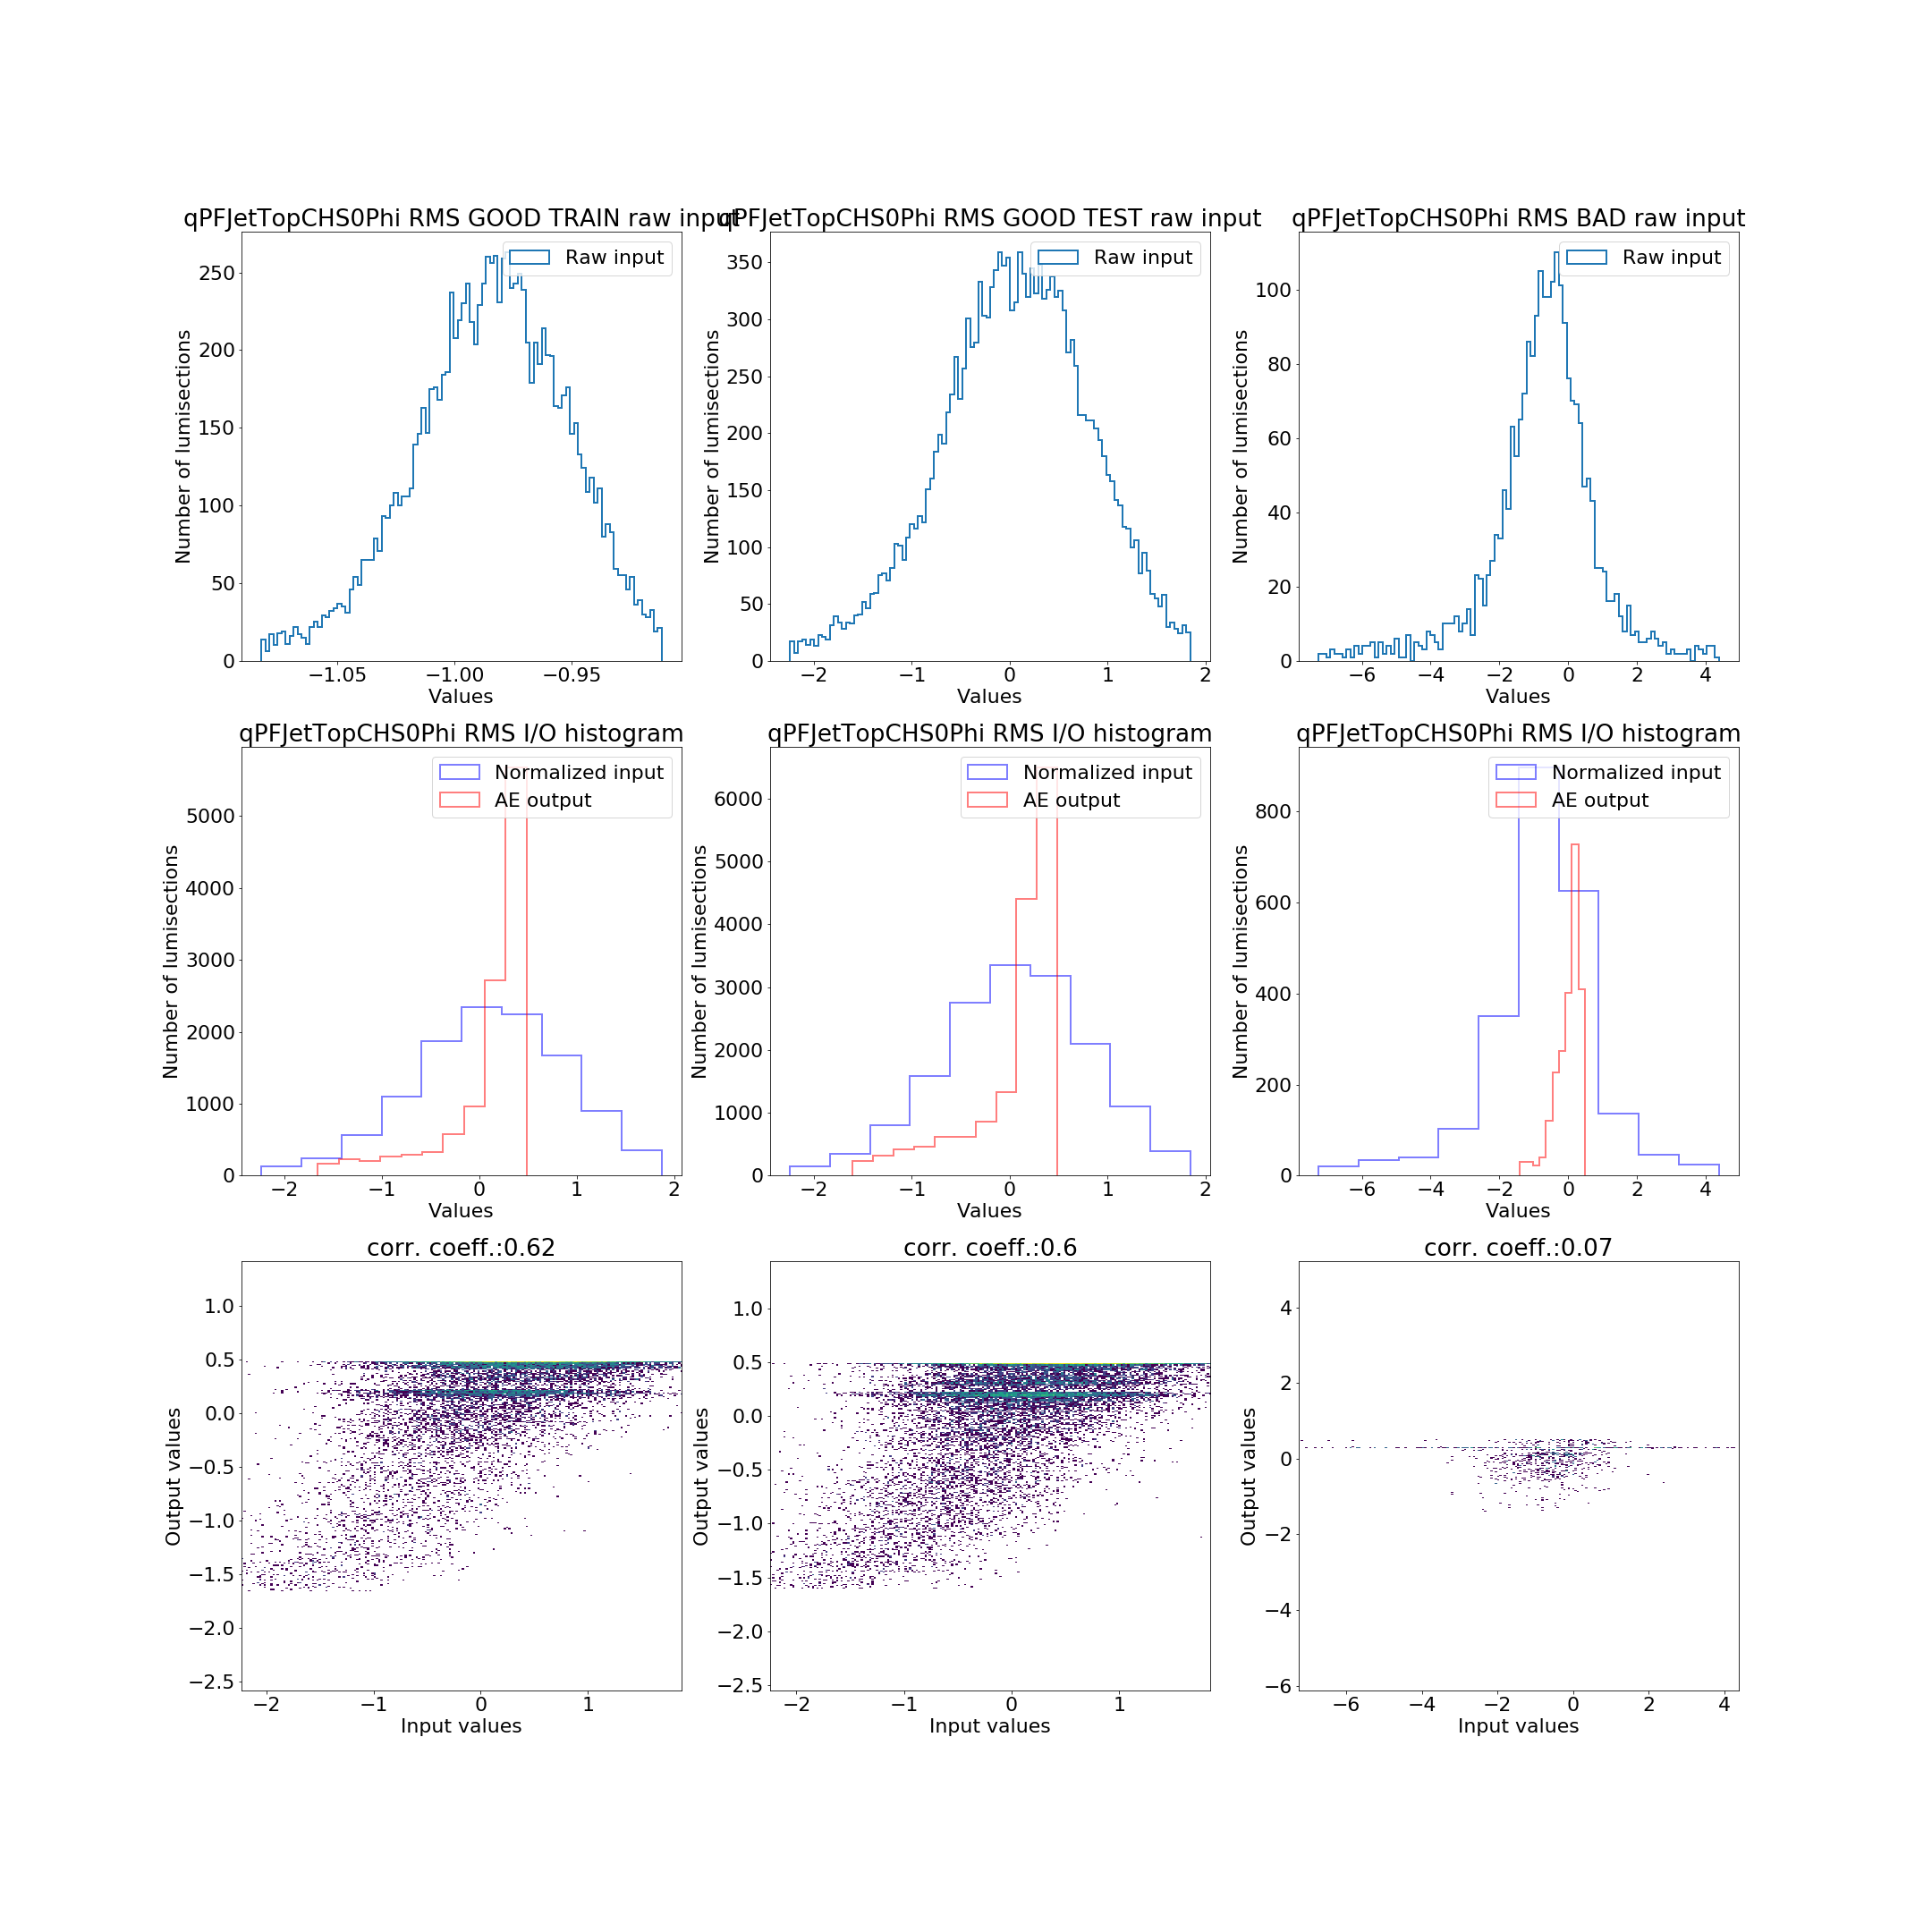 qPFJetTopCHS0Phi RMS GOOD TRAIN raw input
qPFJetTopCHS0Phi RMS GOOD TEST raw input
qPFJetTopCHS0Phi RMS BAD raw input
Number of lumisections
250
200
150
100
50
0
Raw input
−1.05
−1.00
−0.95
Values
Number of lumisections
350
300
250
200
150
100
50
0
Raw input
−2
−1
0
1
2
Values
Number of lumisections
100
80
60
40
20
0
Raw input
−6
−4
−2
0
2
4
Values
qPFJetTopCHS0Phi RMS I/O histogram
qPFJetTopCHS0Phi RMS I/O histogram
qPFJetTopCHS0Phi RMS I/O histogram
Number of lumisections
5000
4000
3000
2000
1000
0
Normalized input
AE output
−2
−1
0
1
2
Values
Number of lumisections
6000
5000
4000
3000
2000
1000
0
Normalized input
AE output
−2
−1
0
1
2
Values
Number of lumisections
800
600
400
200
0
Normalized input
AE output
−6
−4
−2
0
2
4
Values
corr. coeff.:0.62
corr. coeff.:0.6
corr. coeff.:0.07
Output values
1.0
0.5
0.0
−0.5
−1.0
−1.5
−2.0
−2.5
−2
−1
0
1
Input values
Output values
1.0
0.5
0.0
−0.5
−1.0
−1.5
−2.0
−2.5
−2
−1
0
1
Input values
Output values
4
2
0
−2
−4
−6
−6
−4
−2
0
2
4
Input values